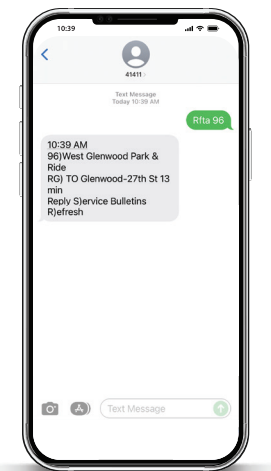 10:39
41411 >
Text Message
Today 10:39 AM
Rfta 96
10:39 AM
96)West Glenwood Park &
Ride
RG) TO Glenwood-27th St 13
min
Reply S)ervice Bulletins
R)efresh
Text Message